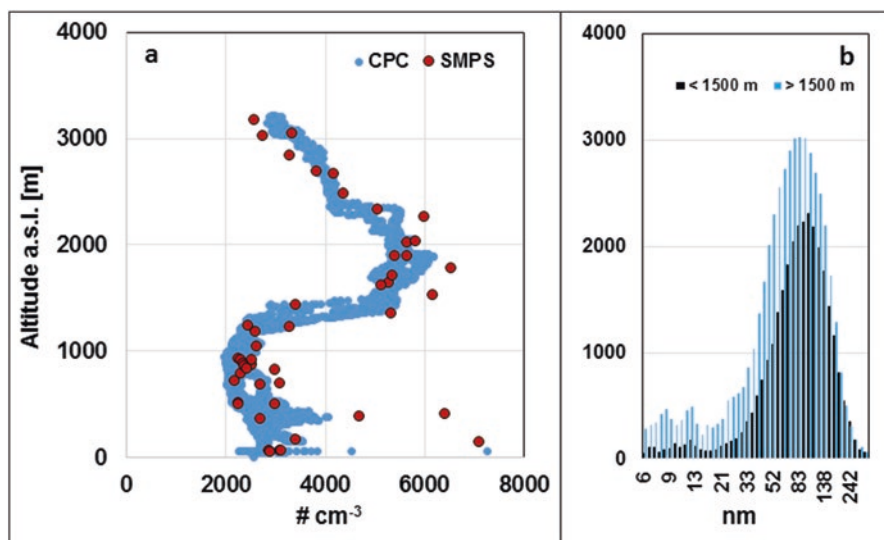 a
CPC SMPS
4000
3000
2000
1000
0
Altitude a.s.l. [m]
0 2000 4000 6000 8000
# cm-3
b
< 1500 m > 1500 m
4000
3000
2000
1000
0
6 9 13 21 33 52 83 138 242
nm